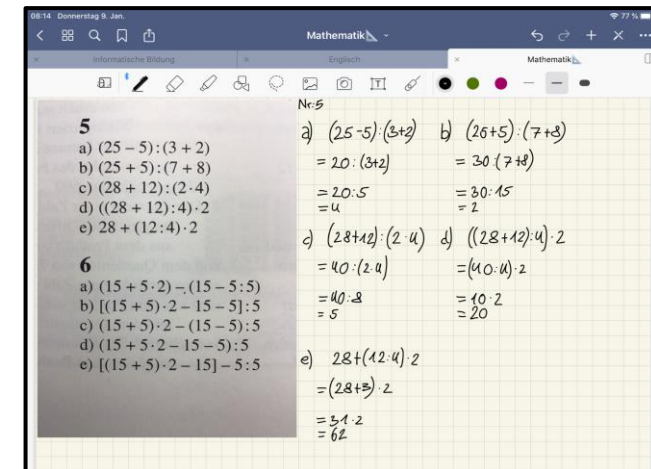 08:14 Donnerstag 9. Jan.
77 %
Mathematik
Informatische Bildung
Englisch
Mathematik
5
a) (25 – 5):(3 + 2)
b) (25 + 5):(7 + 8)
c) (28 + 12):(2·4)
d) ((28 + 12):4)·2
e) 28 + (12:4)·2
6
a) (15 + 5·2) – (15 – 5:5)
b) [(15 + 5)·2 – 15 – 5]:5
c) (15 + 5)·2 – (15 – 5):5
d) (15 + 5·2 – 15 – 5):5
e) [(15 + 5)·2 – 15] – 5:5
Nr:5
a) (25-5):(3+2)
= 20:(3+2)
= 20:5
= 4
b) (26+5):(7+8)
= 30:(7+8)
= 30:15
= 2
c) (28+12):(2·4)
= 40:(2·4)
= 40:8
= 5
d) ((28+12):4)·2
=(40:4)·2
= 10·2
= 20
e) 28+(12:4)·2
=(28+3)·2
= 31·2
= 62